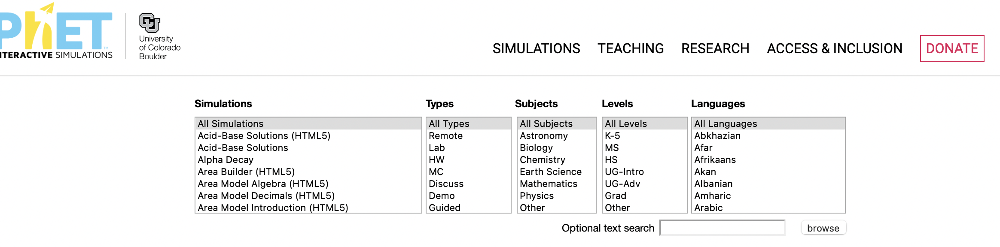 PhET™
INTERACTIVE SIMULATIONS
CU
University
of Colorado
Boulder
SIMULATIONS TEACHING RESEARCH ACCESS & INCLUSION DONATE
Simulations Types Subjects Levels Languages
All Simulations
Acid-Base Solutions (HTML5)
Acid-Base Solutions
Alpha Decay
Area Builder (HTML5)
Area Model Algebra (HTML5)
Area Model Decimals (HTML5)
Area Model Introduction (HTML5)
All Types
Remote
Lab
HW
MC
Discuss
Demo
Guided
All Subjects
Astronomy
Biology
Chemistry
Earth Science
Mathematics
Physics
Other
All Levels
K-5
MS
HS
UG-Intro
UG-Adv
Grad
Other
All Languages
Abkhazian
Afar
Afrikaans
Akan
Albanian
Amharic
Arabic
Optional text search browse